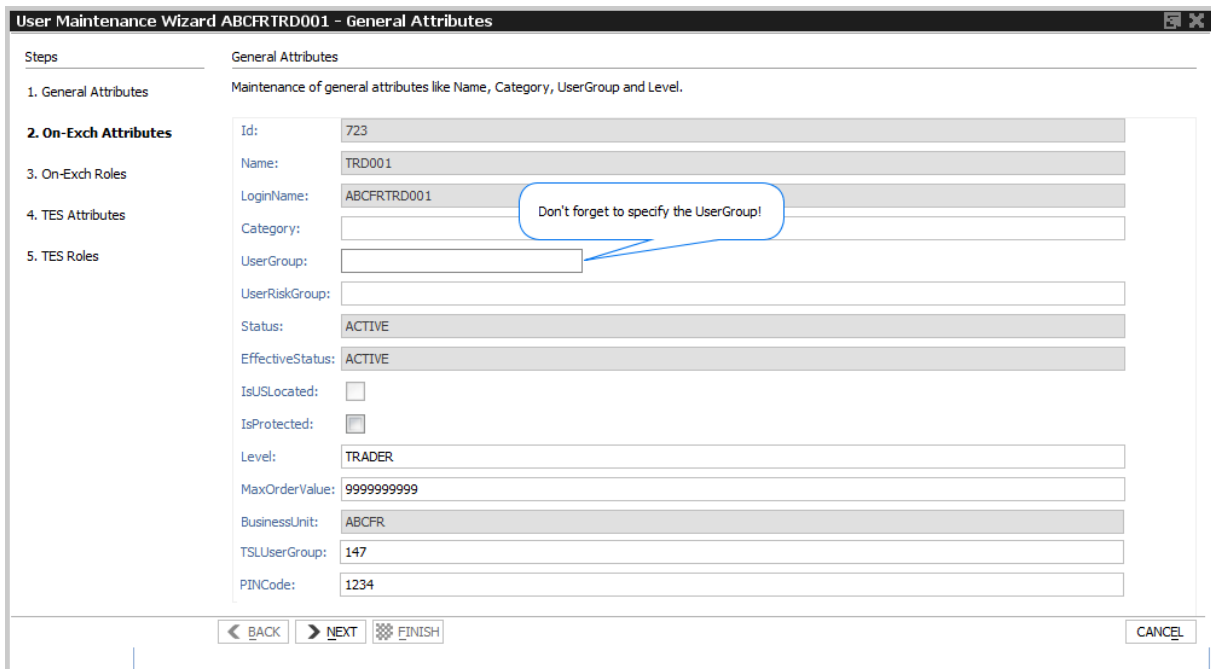 User Maintenance Wizard ABCFRTRD001 - General Attributes
Steps
General Attributes
1. General Attributes
Maintenance of general attributes like Name, Category, UserGroup and Level.
2. On-Exch Attributes
3. On-Exch Roles
4. TES Attributes
5. TES Roles
Id: 723
Name: TRD001
LoginName: ABCFRTRD001
Don't forget to specify the UserGroup!
Category:
UserGroup:
UserRiskGroup:
Status: ACTIVE
EffectiveStatus: ACTIVE
IsUSLocated:
IsProtected:
Level: TRADER
MaxOrderValue: 9999999999
BusinessUnit: ABCFR
TSLUserGroup: 147
PINCode: 1234
BACK NEXT FINISH CANCEL